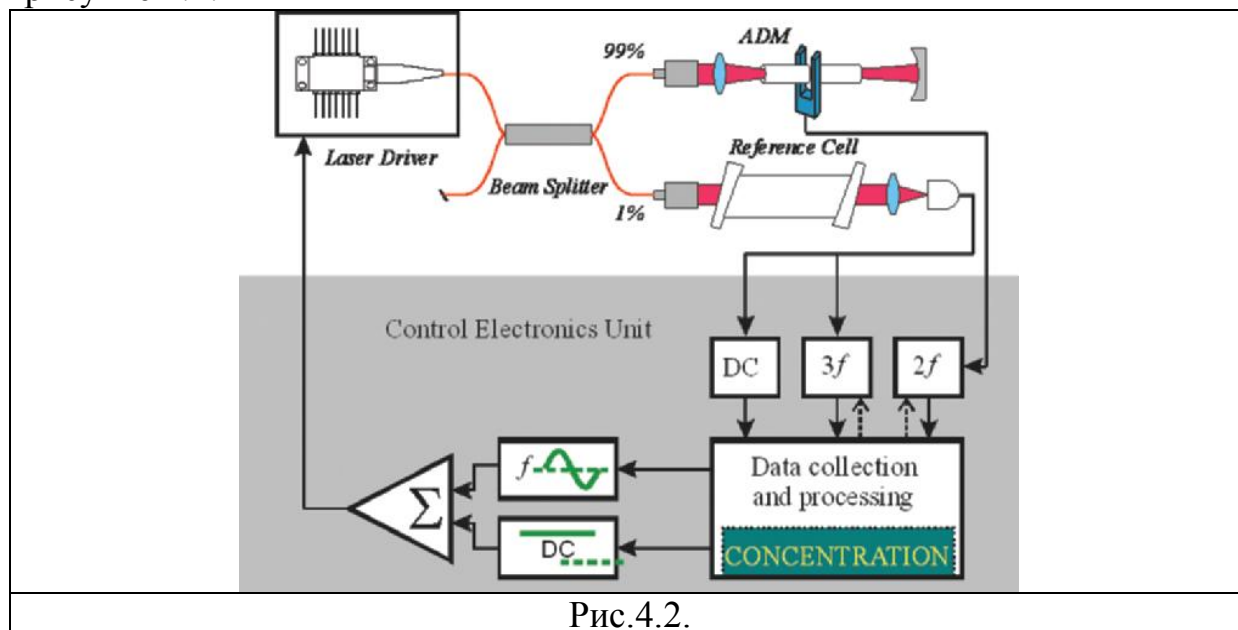 99%
ADM
Laser Driver
Beam Splitter
Reference Cell
1%
Control Electronics Unit
DC
3f
2f
f
Σ
DC
Data collection
and processing
CONCENTRATION
Рис.4.2.